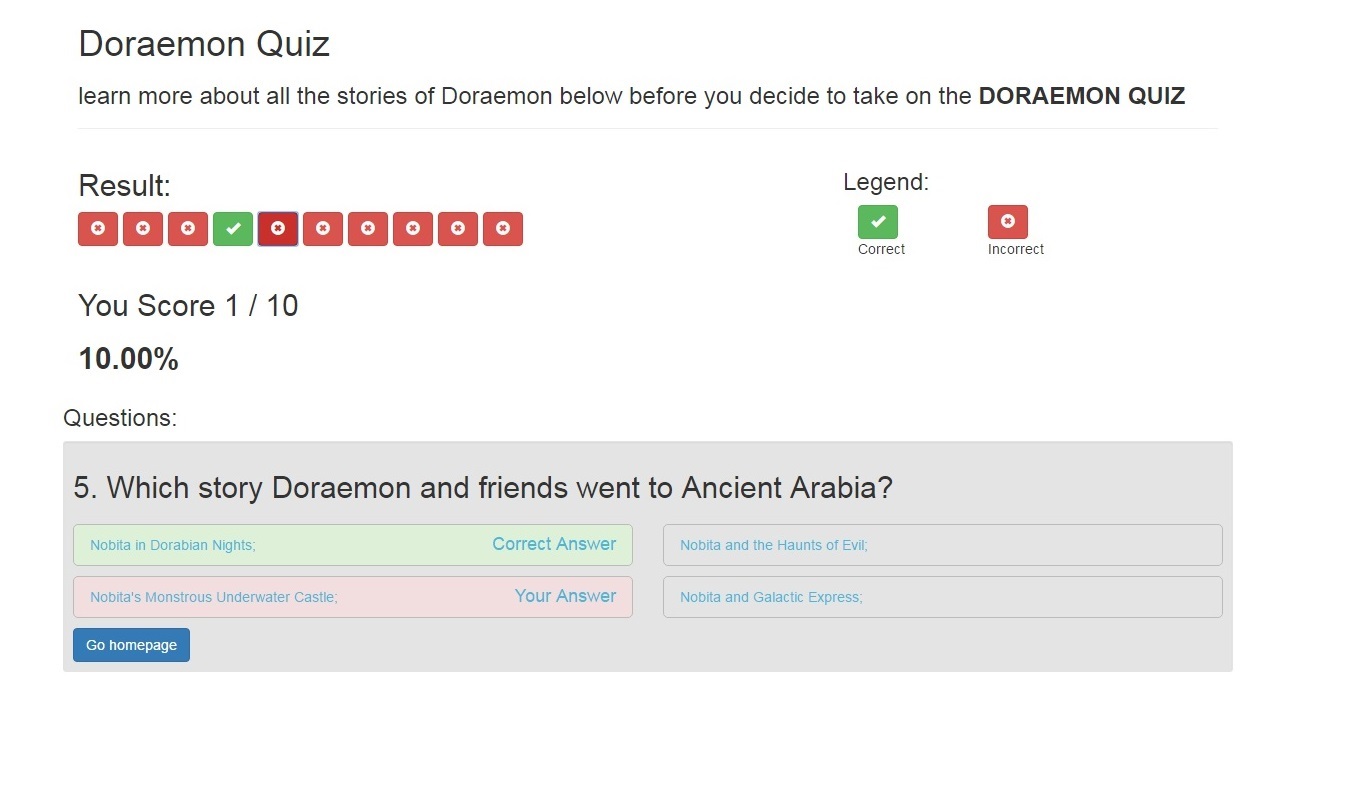 Doraemon Quiz
learn more about all the stories of Doraemon below before you decide to take on the DORAEMON QUIZ
Result:
Legend:
Correct
Incorrect
You Score 1 / 10
10.00%
Questions:
5. Which story Doraemon and friends went to Ancient Arabia?
Nobita in Dorabian Nights; Correct Answer
Nobita and the Haunts of Evil;
Nobita's Monstrous Underwater Castle; Your Answer
Nobita and Galactic Express;
Go homepage